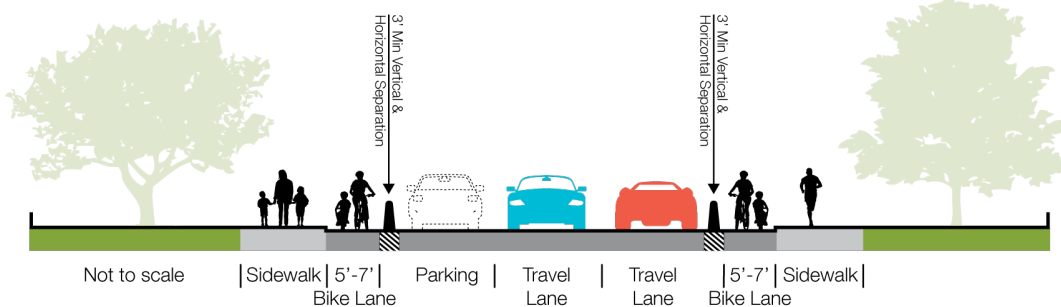 3' Min Vertical &
Horizontal Separation
3' Min Vertical &
Horizontal Separation
Not to scale
Sidewalk
5'-7'
Bike Lane
Parking
Travel
Lane
Travel
Lane
5'-7'
Bike Lane
Sidewalk